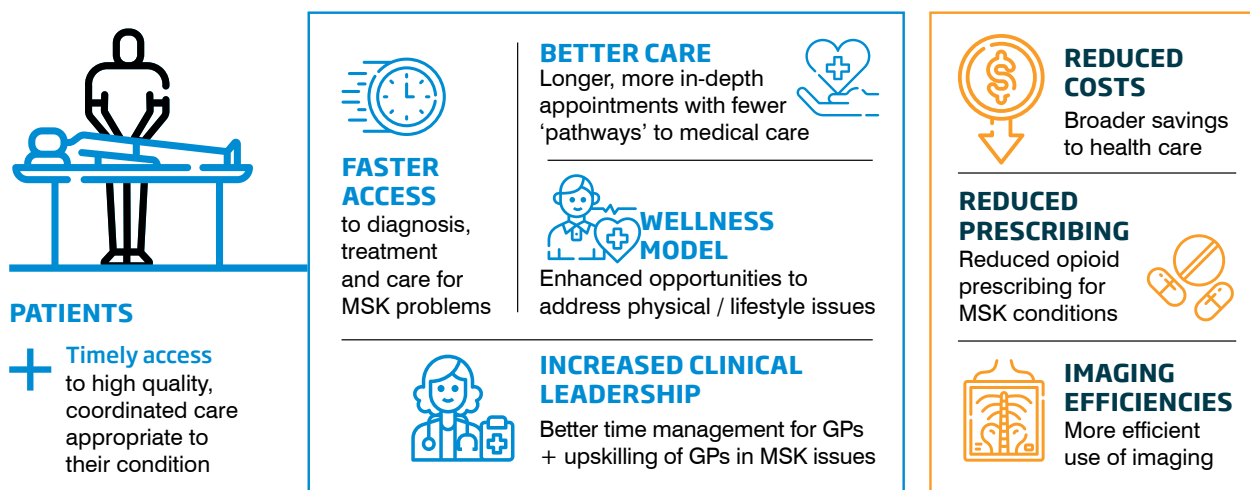 PATIENTS
Timely access
to high quality,
coordinated care
appropriate to
their condition
FASTER
ACCESS
to diagnosis,
treatment
and care for
MSK problems
BETTER CARE
Longer, more in-depth
appointments with fewer
‘pathways’ to medical care
WELLNESS
MODEL
Enhanced opportunities to
address physical / lifestyle issues
INCREASED CLINICAL
LEADERSHIP
Better time management for GPs
+ upskilling of GPs in MSK issues
$
REDUCED
COSTS
Broader savings
to health care
REDUCED
PRESCRIBING
Reduced opioid
prescribing for
MSK conditions
IMAGING
EFFICIENCIES
More efficient
use of imaging